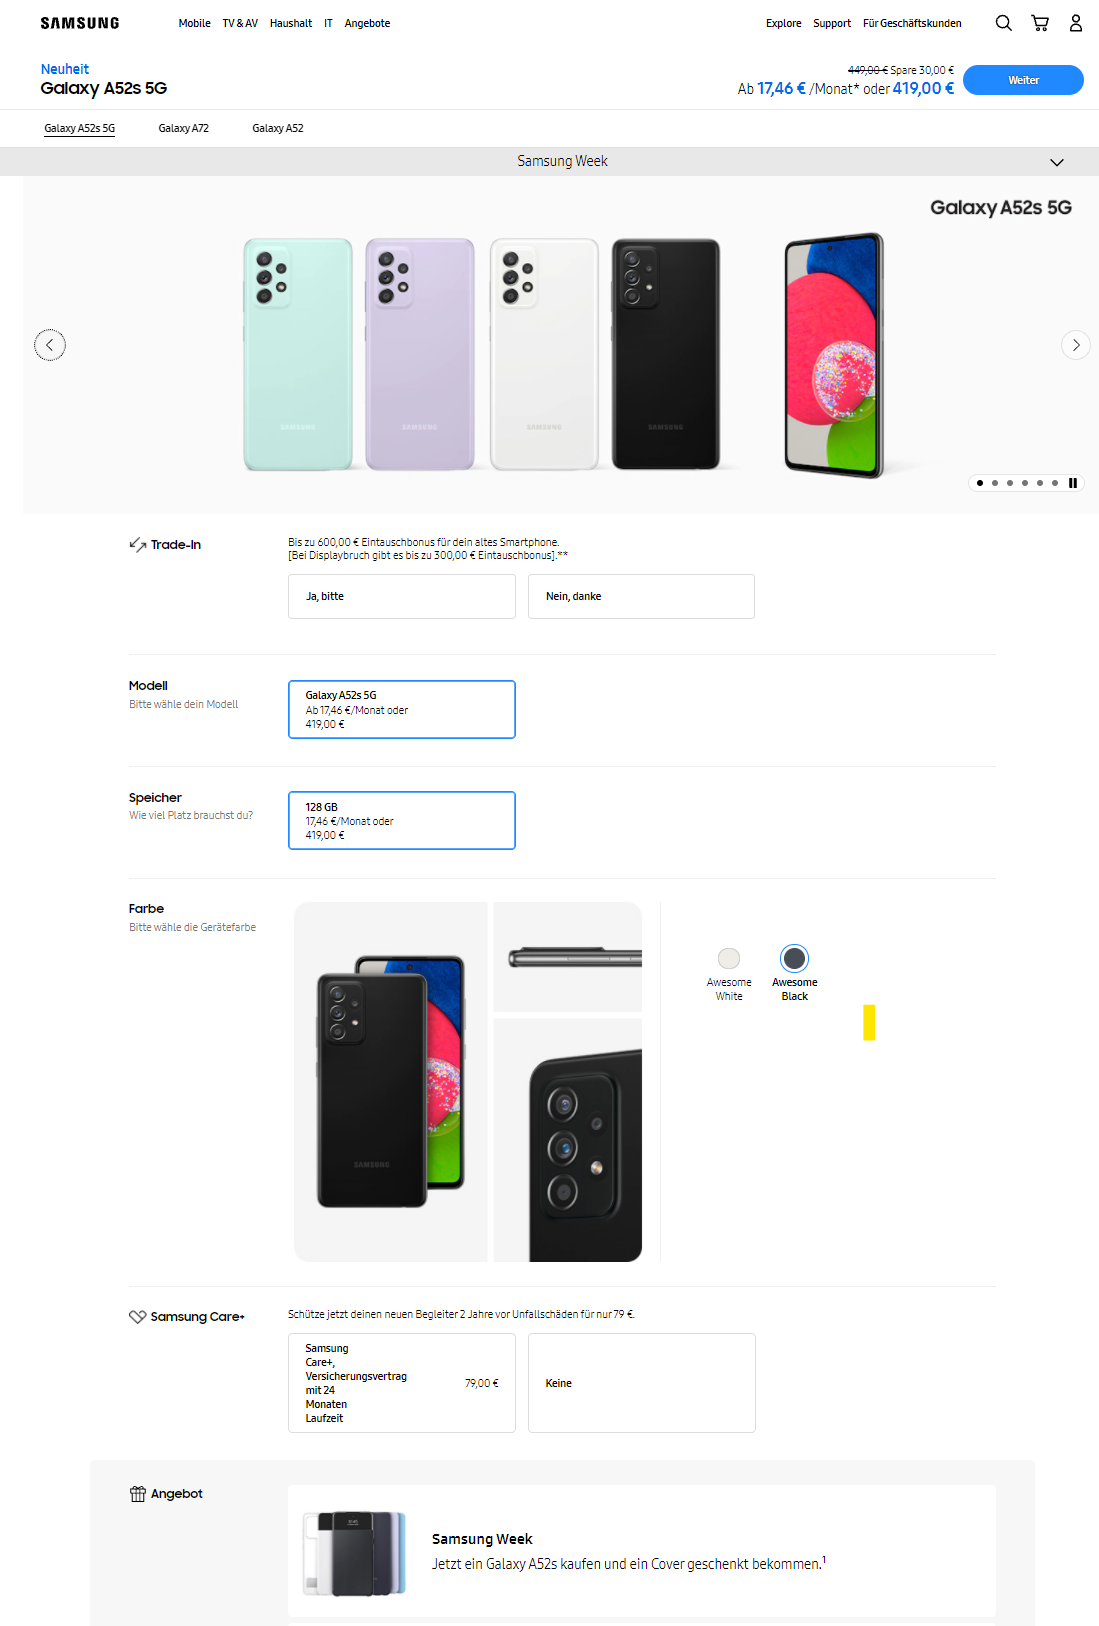 SAMSUNG
Mobile TV & AV Haushalt IT Angebote
Explore Support Für Geschäftskunden
Neuheit
Galaxy A52s 5G
449,00 € Spare 30,00 €
Ab 17,46 € /Monat* oder 419,00 €
Weiter
Galaxy A52s 5G Galaxy A72 Galaxy A52
Samsung Week
Galaxy A52s 5G
SAMSUNG SAMSUNG SAMSUNG SAMSUNG
Trade-In
Bis zu 600,00 € Eintauschbonus für dein altes Smartphone.
[Bei Displaybruch gibt es bis zu 300,00 € Eintauschbonus].**
Ja, bitte
Nein, danke
Modell
Bitte wähle dein Modell
Galaxy A52s 5G
Ab 17,46 €/Monat oder
419,00 €
Speicher
Wie viel Platz brauchst du?
128 GB
17,46 €/Monat oder
419,00 €
Farbe
Bitte wähle die Gerätefarbe
SAMSUNG
Awesome
White
Awesome
Black
Samsung Care+
Schütze jetzt deinen neuen Begleiter 2 Jahre vor Unfallschäden für nur 79 €.
Samsung
Care+,
Versicherungsvertrag
mit 24
Monaten
Laufzeit
79,00 €
Keine
Angebot
Samsung Week
Jetzt ein Galaxy A52s kaufen und ein Cover geschenkt bekommen.1